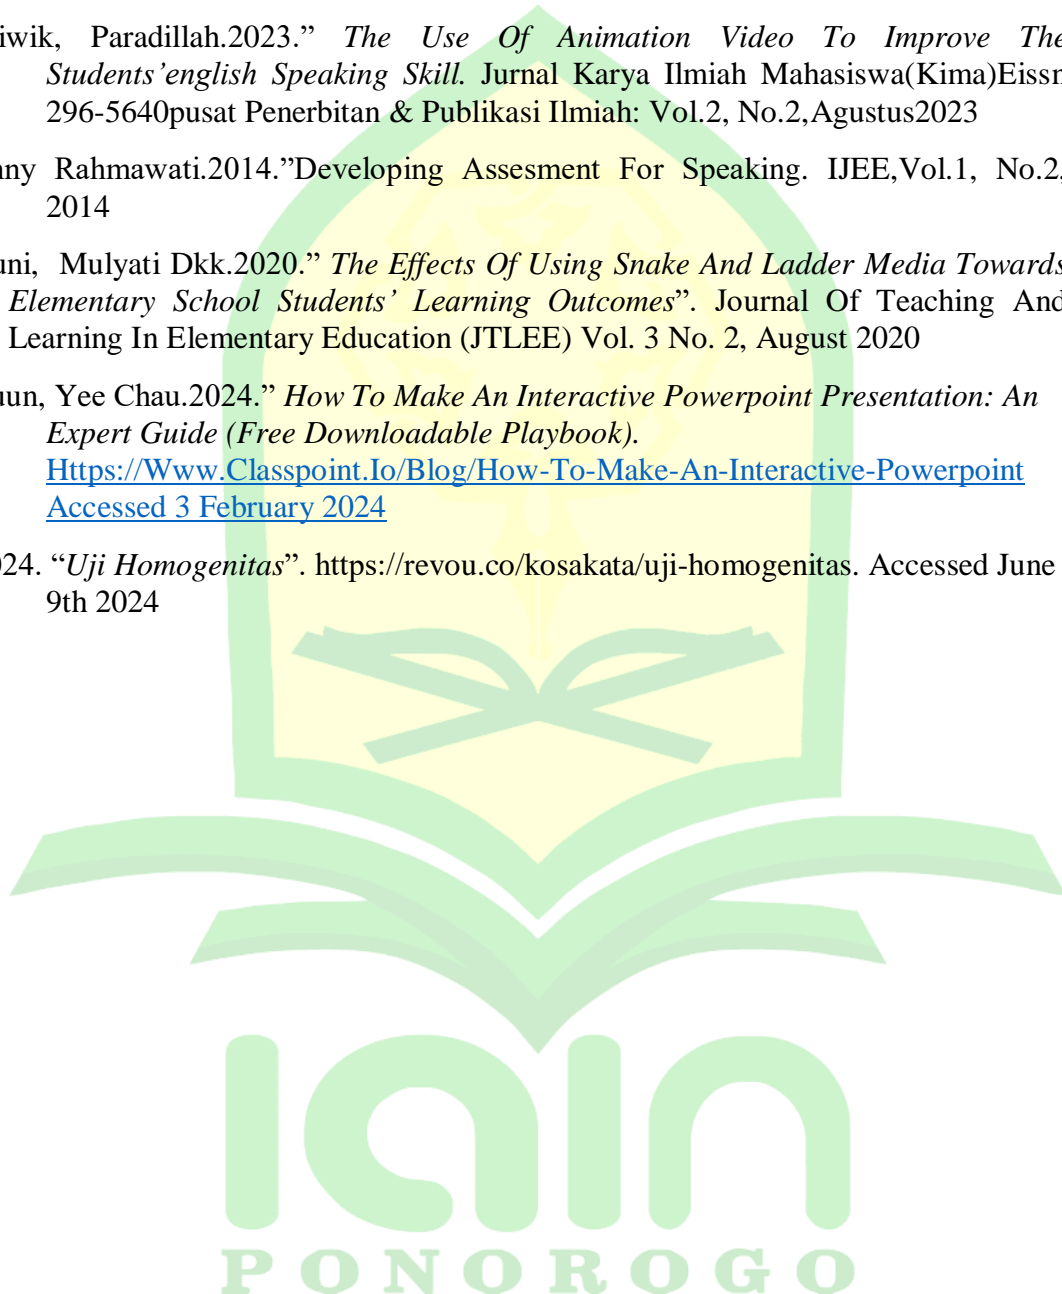 iwik, Paradillah.2023.” The Use Of Animation Video To Improve The
Students’english Speaking Skill. Jurnal Karya Ilmiah Mahasiswa(Kima)Eissn
296-5640pusat Penerbitan & Publikasi Ilmiah: Vol.2, No.2,Agustus2023
nny Rahmawati.2014.”Developing Assesment For Speaking. IJEE,Vol.1, No.2,
2014
uni, Mulyati Dkk.2020.” The Effects Of Using Snake And Ladder Media Towards
Elementary School Students’ Learning Outcomes”. Journal Of Teaching And
Learning In Elementary Education (JTLEE) Vol. 3 No. 2, August 2020
uun, Yee Chau.2024.” How To Make An Interactive Powerpoint Presentation: An
Expert Guide (Free Downloadable Playbook).
Https://Www.Classpoint.Io/Blog/How-To-Make-An-Interactive-Powerpoint
Accessed 3 February 2024
024. “Uji Homogenitas”. https://revou.co/kosakata/uji-homogenitas. Accessed June
9th 2024
iain
PONOROGO